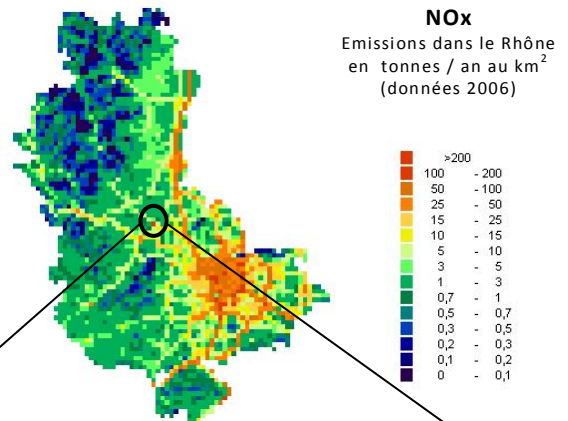 NOx
Emissions dans le Rhône
en tonnes / an au km²
(données 2006)
>200
100 - 200
50 - 100
25 - 50
15 - 25
10 - 15
5 - 10
3 - 5
1 - 3
0,7 - 1
0,5 - 0,7
0,3 - 0,5
0,2 - 0,3
0,1 - 0,2
0 - 0,1